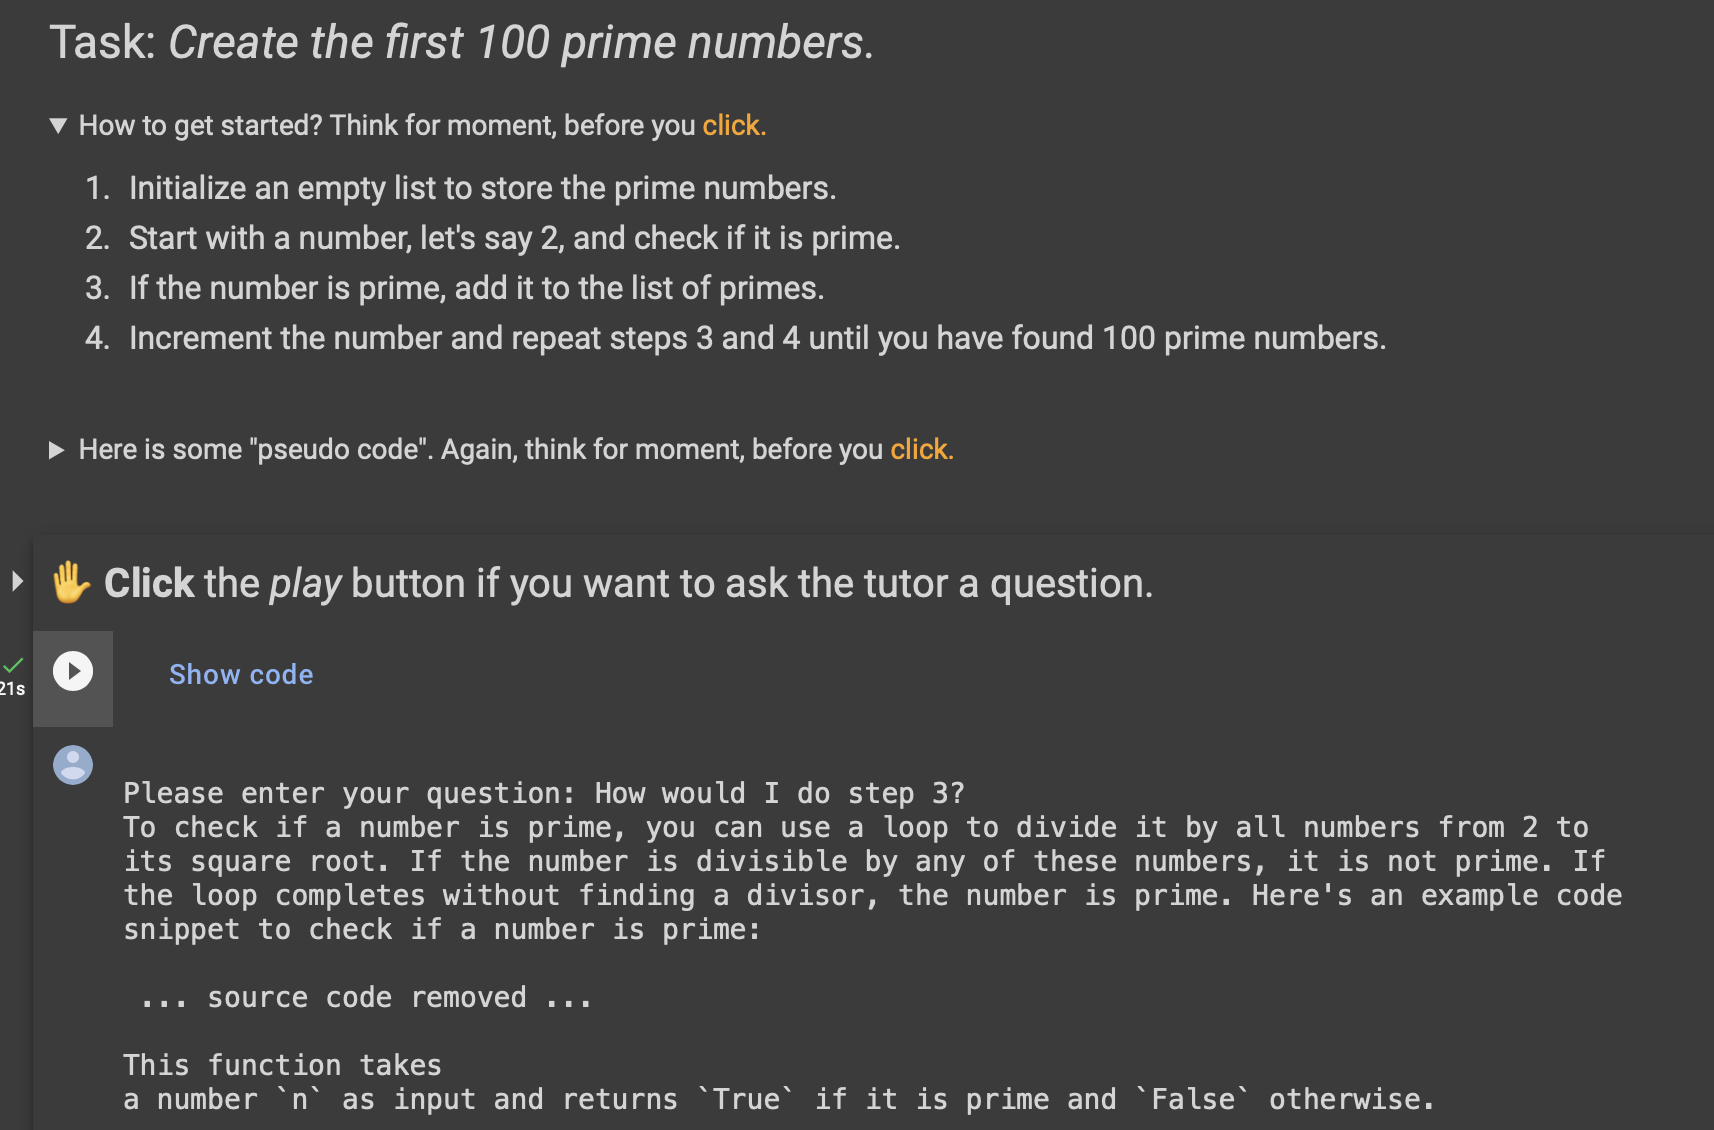 Task: Create the first 100 prime numbers.
▼ How to get started? Think for moment, before you click.
1. Initialize an empty list to store the prime numbers.
2. Start with a number, let's say 2, and check if it is prime.
3. If the number is prime, add it to the list of primes.
4. Increment the number and repeat steps 3 and 4 until you have found 100 prime numbers.
▶ Here is some "pseudo code". Again, think for moment, before you click.
🖐 Click the play button if you want to ask the tutor a question.
Show code
21s
Please enter your question: How would I do step 3?
To check if a number is prime, you can use a loop to divide it by all numbers from 2 to
its square root. If the number is divisible by any of these numbers, it is not prime. If
the loop completes without finding a divisor, the number is prime. Here's an example code
snippet to check if a number is prime:
... source code removed ...
This function takes
a number `n` as input and returns `True` if it is prime and `False` otherwise.